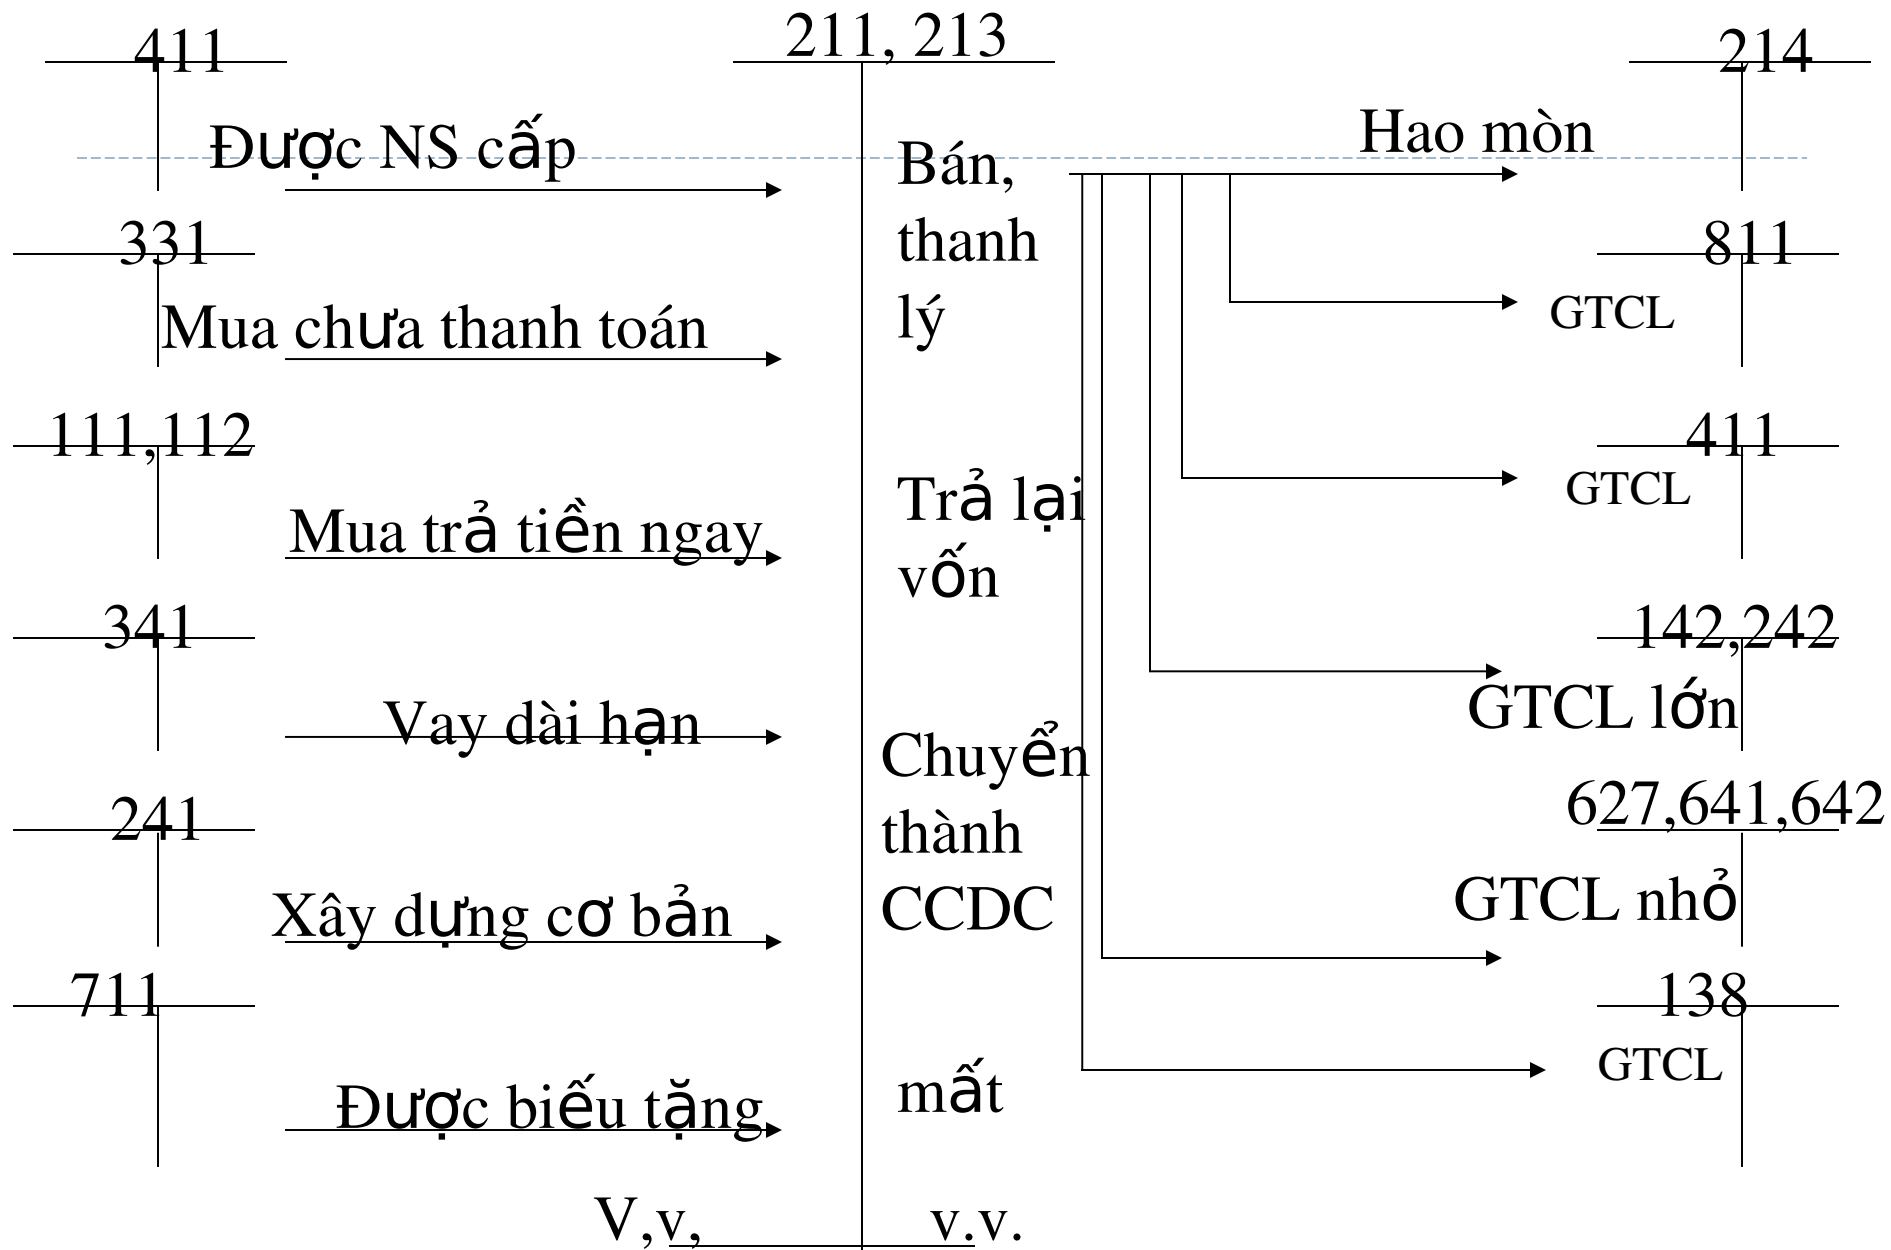 411
211, 213
214
Được NS cấp
Bán,
thanh
lý
Hao mòn
331
811
Mua chưa thanh toán
GTCL
111,112
411
Mua trả tiền ngay
Trả lại
vốn
GTCL
341
142,242
Vay dài hạn
GTCL lớn
Chuyển
thành
CCDC
241
627,641,642
Xây dựng cơ bản
GTCL nhỏ
711
138
Được biếu tặng
mất
GTCL
V,v,
v.v.